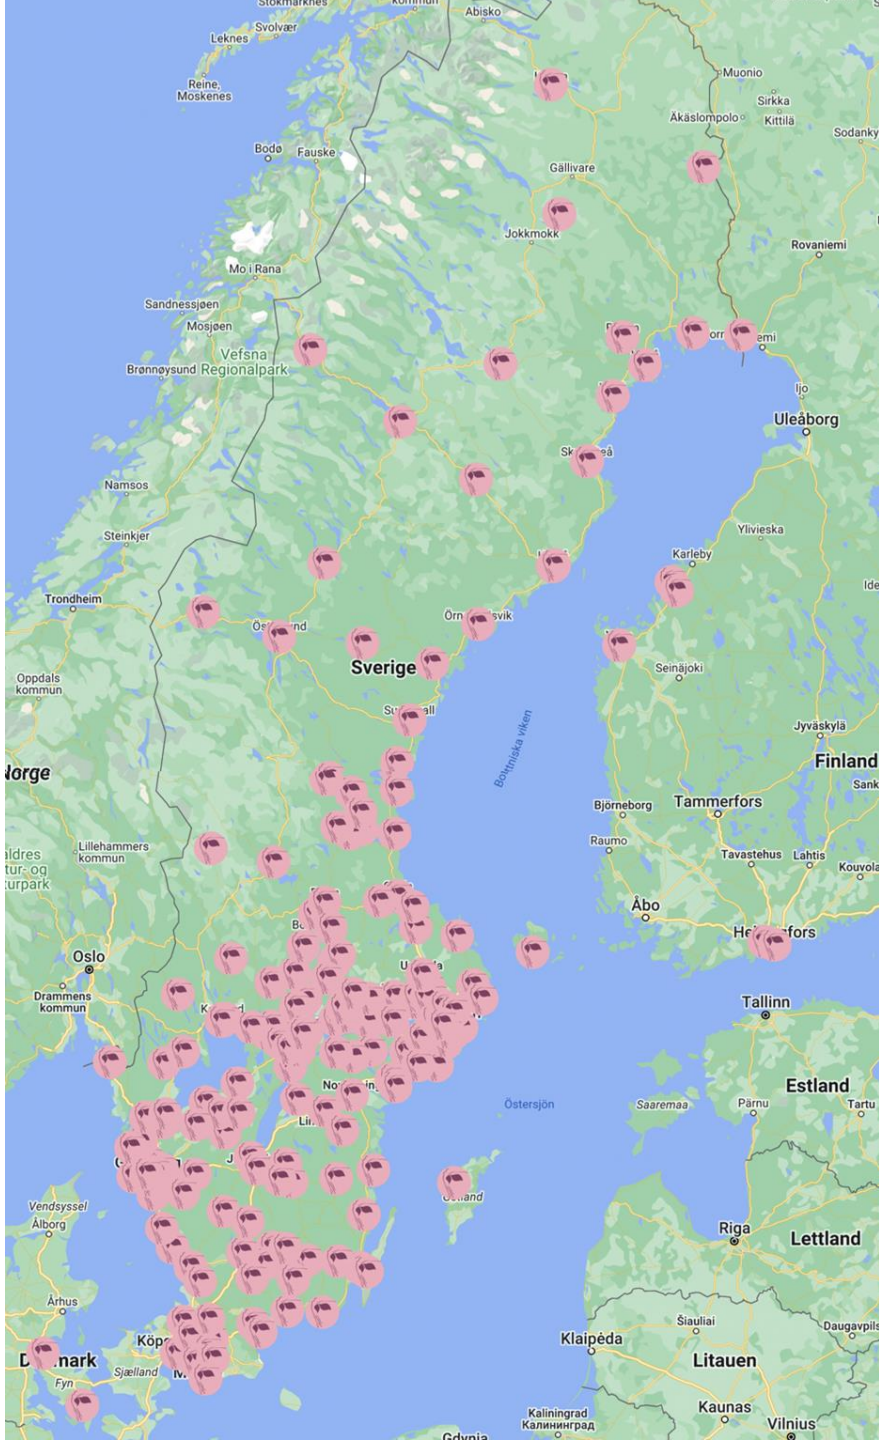 Stokmarknes
kommun
Abisko
Svolvær
Leknes
Reine,
Moskenes
Muonio
Sirkka
Äkäslompolo
Kittilä
Bodø
Fauske
Gällivare
Jokkmokk
Rovaniemi
Mo i Rana
Sandnessjøen
Mosjøen
Vefsna
Regionalpark
Brønnøysund
Ijo
Uleåborg
Namsos
Steinkjer
Ylivieska
Karleby
Trondheim
Sverige
Seinäjoki
Oppdals
kommun
Bottniska viken
Jyväskylä
Norge
Finland
Björneborg
Tammerfors
Lillehammers
kommun
Raumo
Tavastehus
Lahtis
Kouvola
Åbo
Oslo
Drammens
kommun
Tallinn
Estland
Östersjön
Saaremaa
Pärnu
Tartu
Vendsyssel
Ålborg
Riga
Lettland
Århus
Šiauliai
Daugavpils
Klaipėda
Litauen
Sjælland
Fyn
Kaunas
Kaliningrad
Калининград
Vilnius
Gdynia